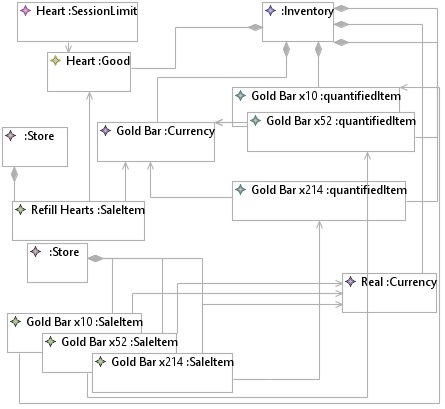 Heart :SessionLimit
:Inventory
Heart :Good
Gold Bar x10 :quantifiedItem
Gold Bar x52 :quantifiedItem
Gold Bar :Currency
:Store
Gold Bar x214 :quantifiedItem
Refill Hearts :SaleItem
:Store
Real :Currency
Gold Bar x10 :SaleItem
Gold Bar x52 :SaleItem
Gold Bar x214 :SaleItem